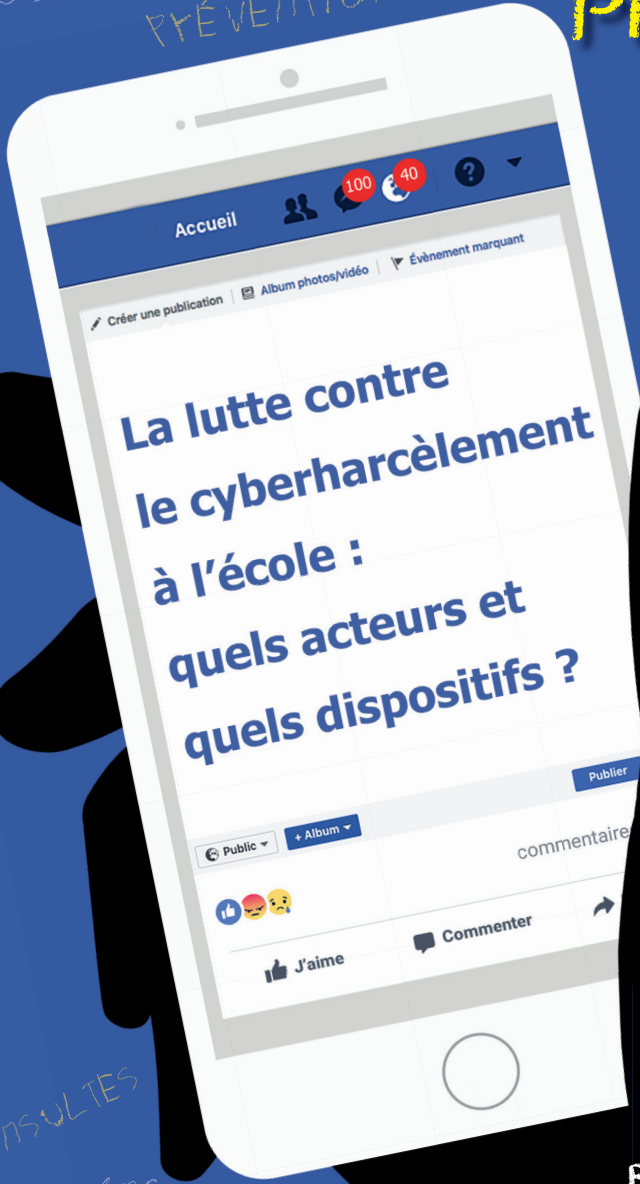 PRÉVENTION
Accueil
100
40
?
Créer une publication
Album photos/vidéo
Évènement marquant
La lutte contre
le cyberharcèlement
à l'école :
quels acteurs et
quels dispositifs ?
Publier
Public
+ Album
commentaire
J'aime
Commenter
INSULTES